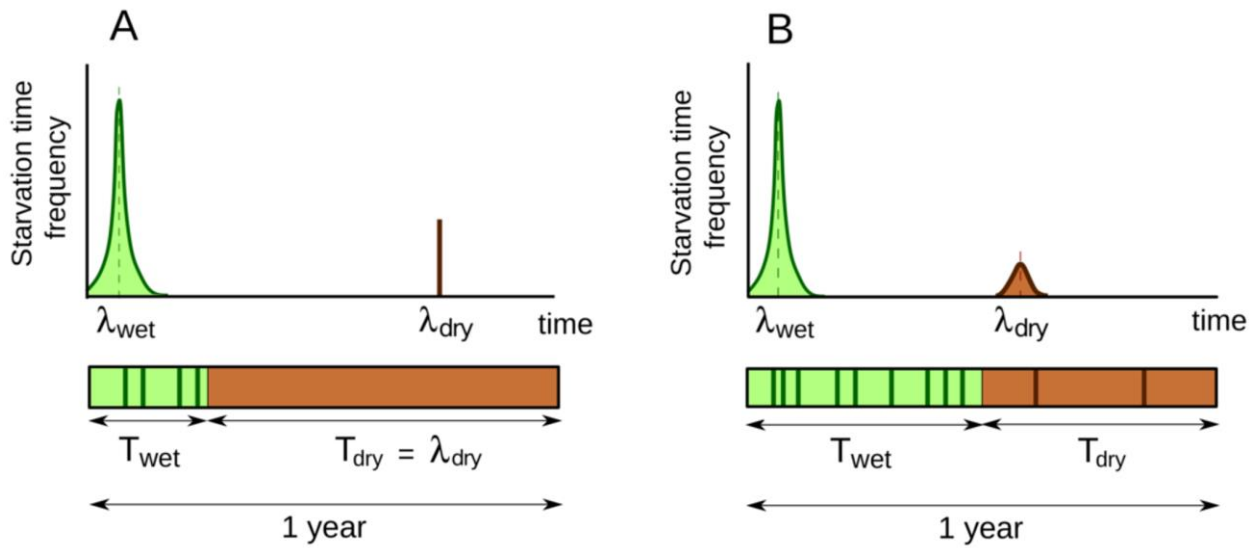 A
Starvation time
frequency
λwet
λdry
time
Twet
Tdry = λdry
1 year
B
Starvation time
frequency
λwet
λdry
time
Twet
Tdry
1 year